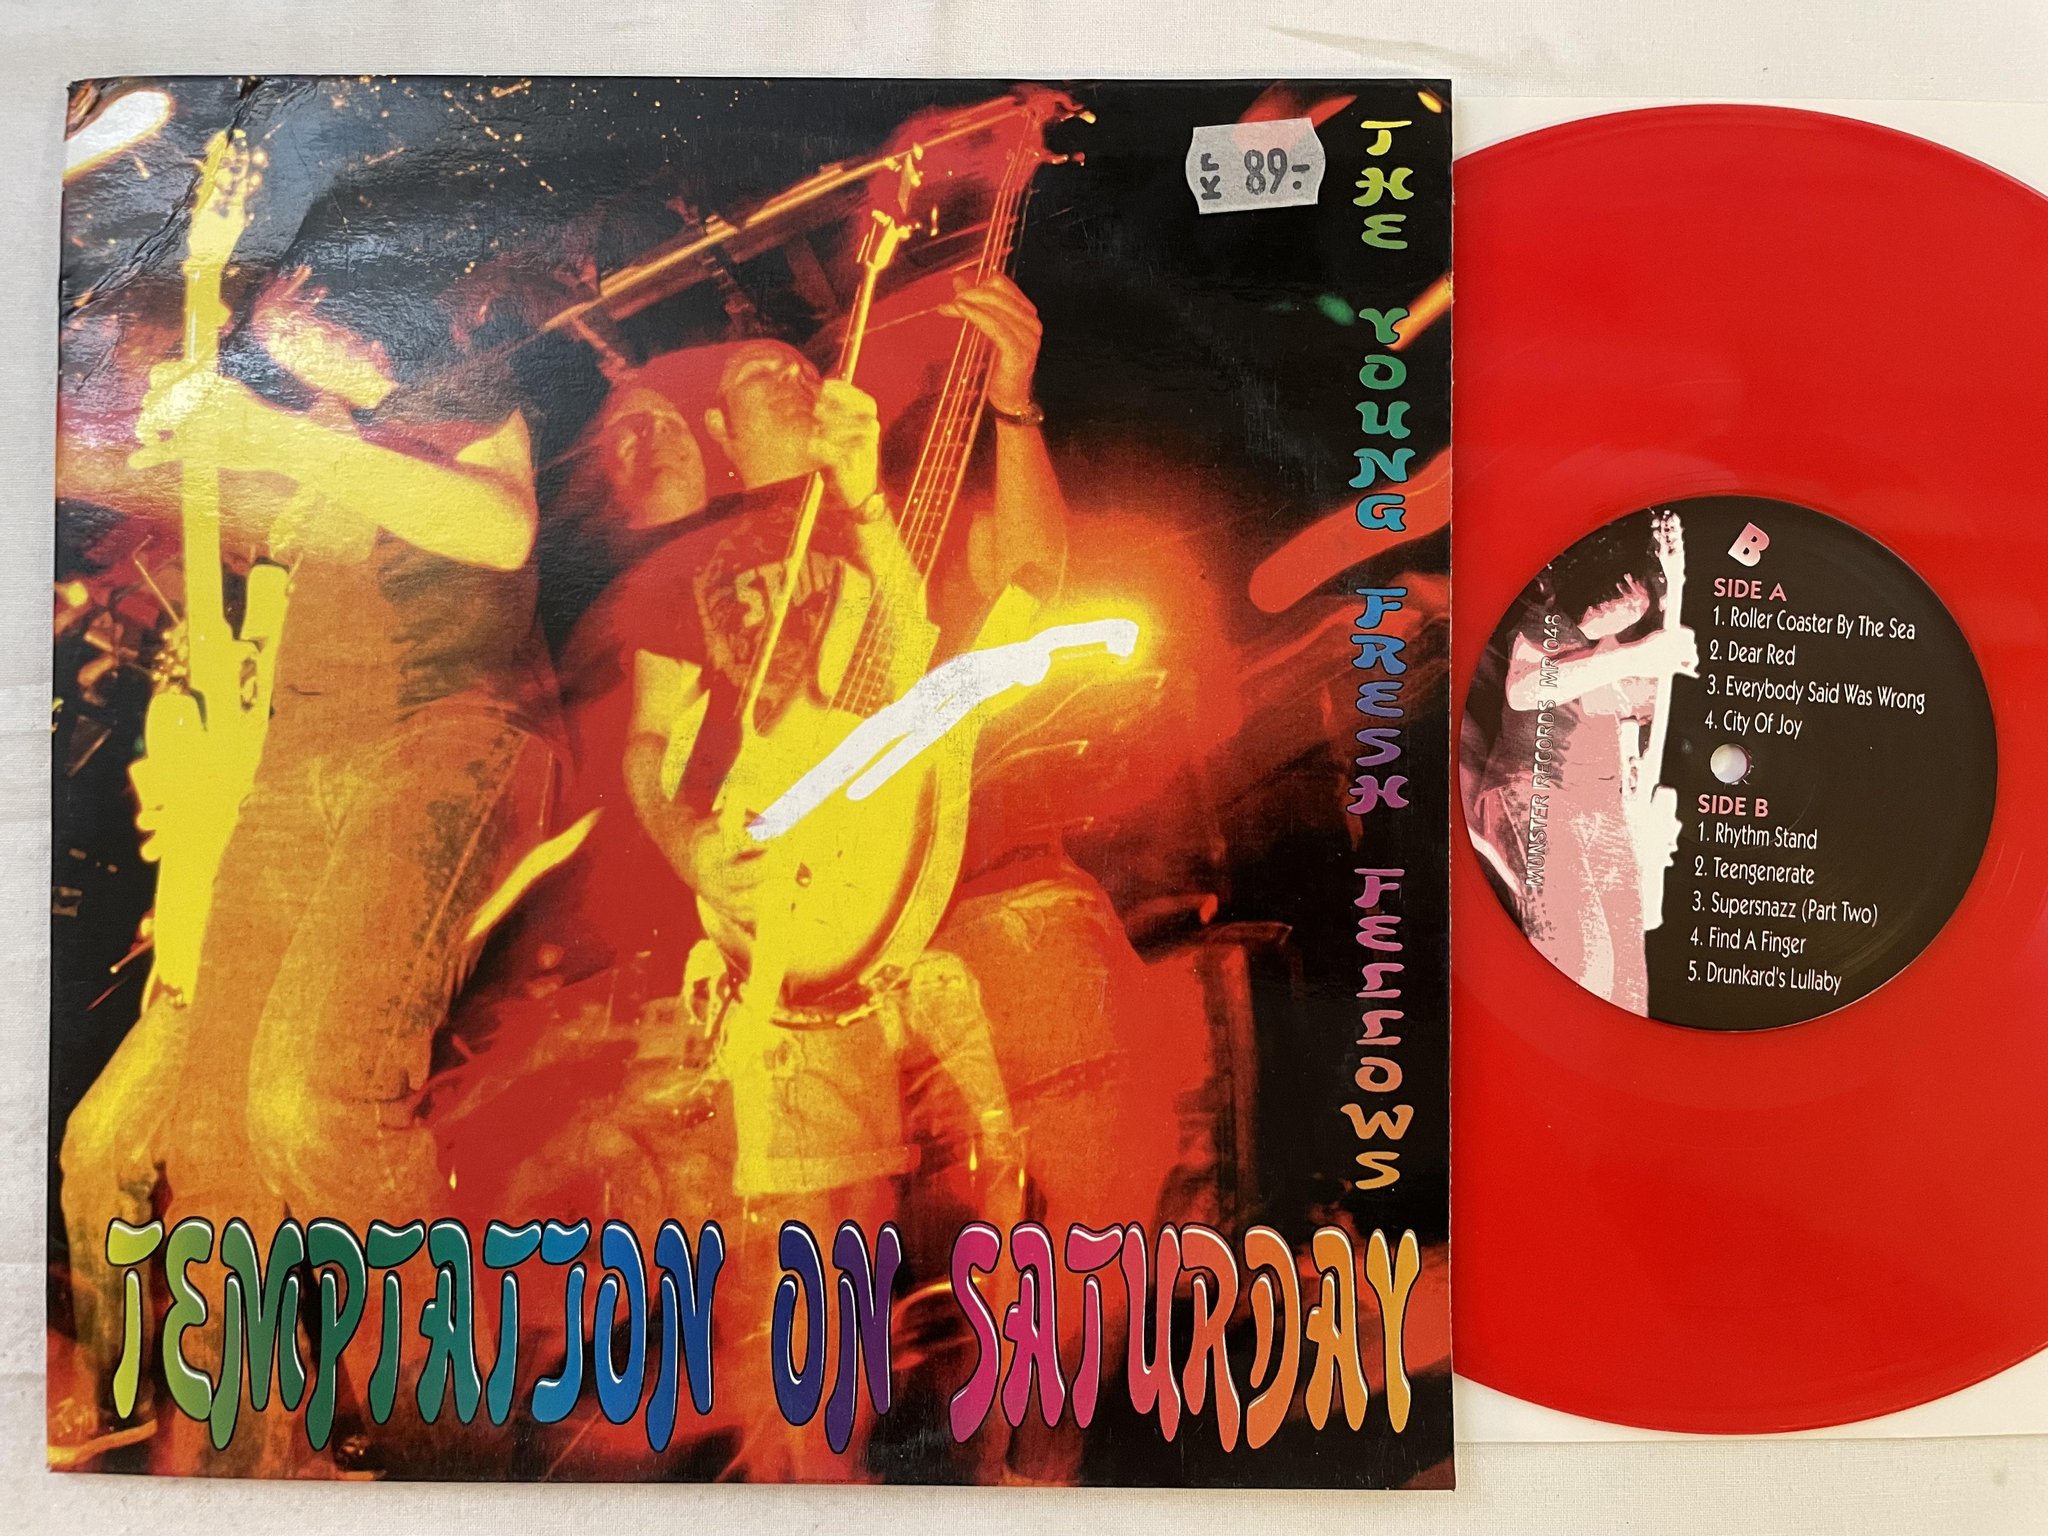 THE YOUNG FRESH FELLOWS
Kr 89:-
TEMPTATION ON SATURDAY
B
SIDE A
1. Roller Coaster By The Sea
2. Dear Red
3. Everybody Said Was Wrong
4. City Of Joy
SIDE B
1. Rhythm Stand
2. Teengenerate
3. Supersnazz (Part Two)
4. Find A Finger
5. Drunkard's Lullaby
MUNSTER RECORDS MR 048